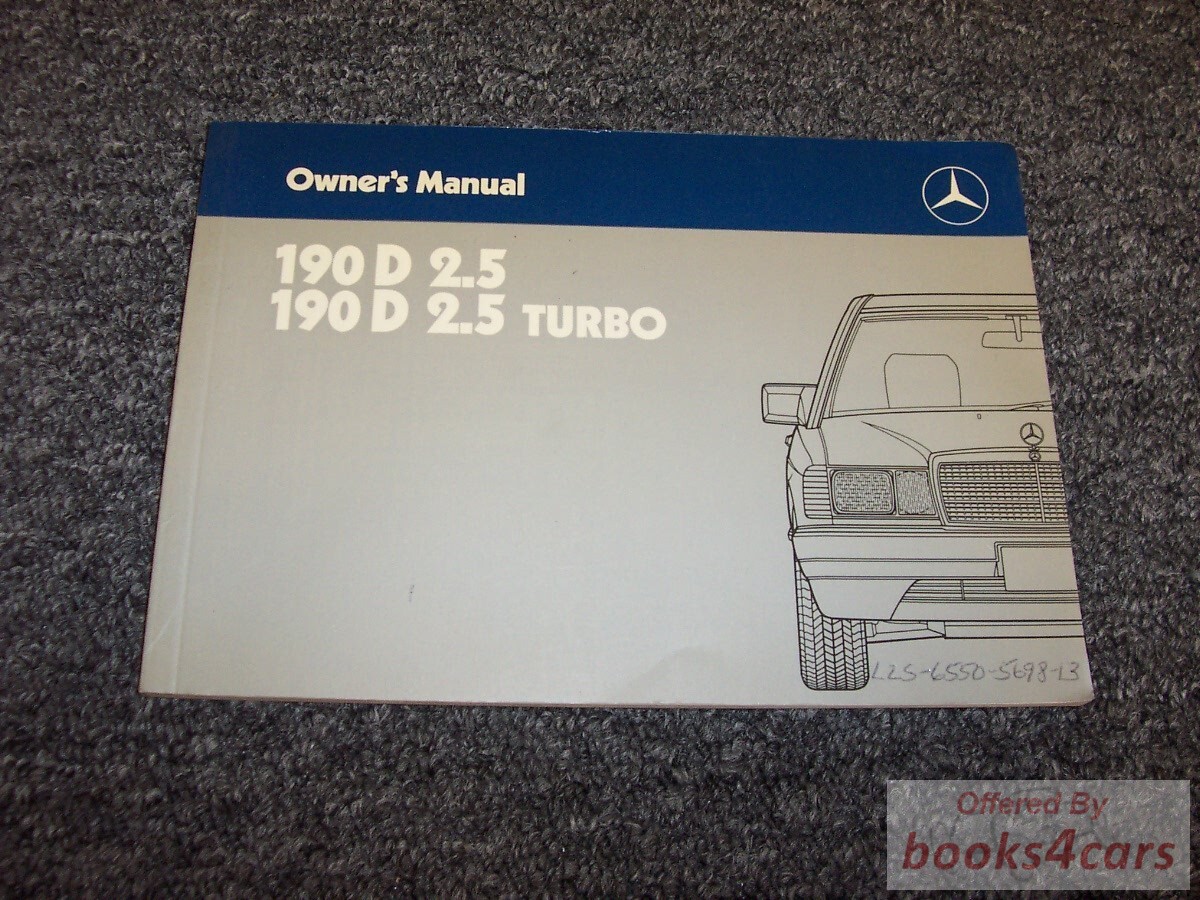 Owner's Manual
190 D 2.5
190 D 2.5 TURBO
L2S-6550-5698-13
Offered By
books4cars